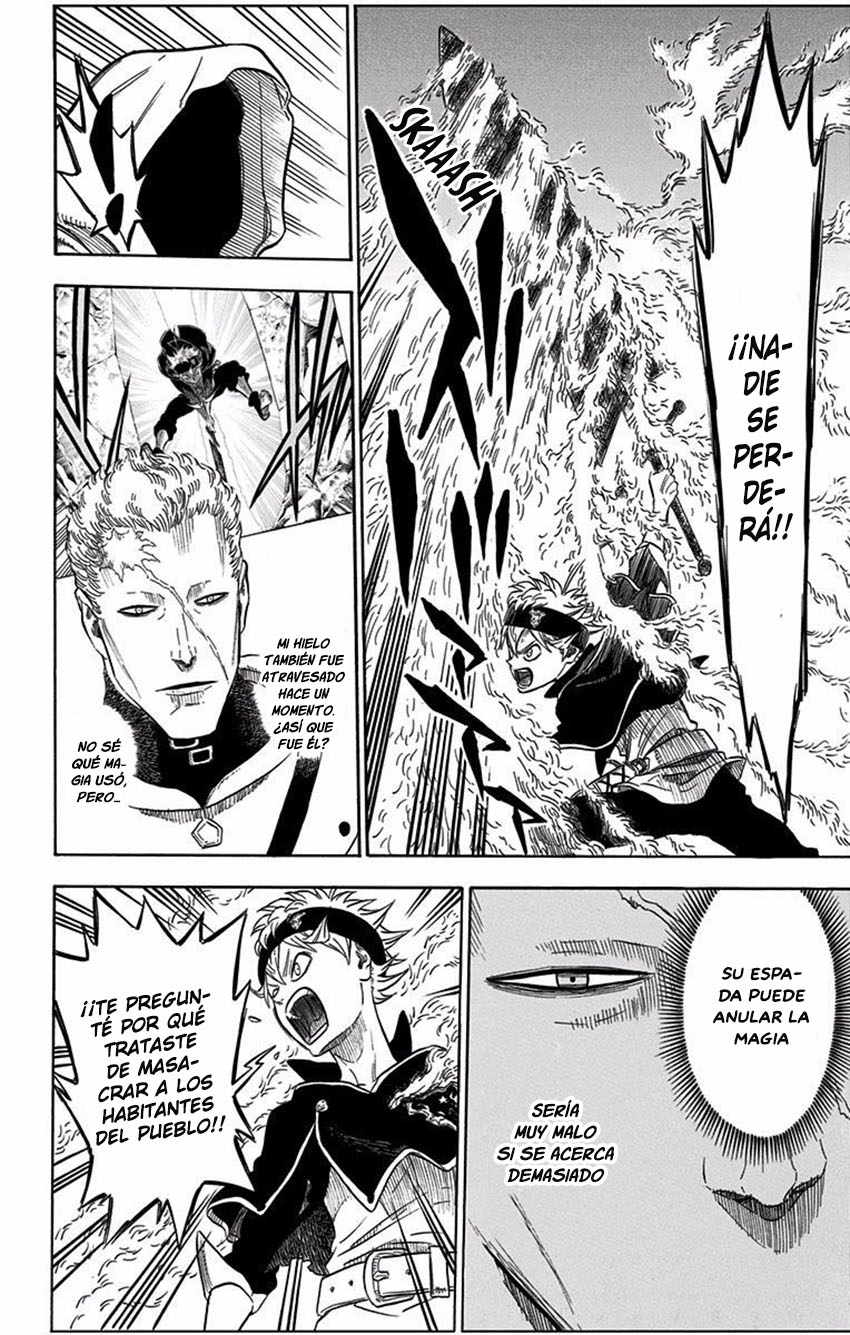 SKAAASH
¡¡NA-
DIE
SE
PER-
DE-
RÁ!!
MI HIELO
TAMBIÉN FUE
ATRAVESADO
HACE UN
MOMENTO.
¿ASÍ QUE
FUE ÉL?
NO SÉ
QUÉ MA-
GIA USÓ,
PERO...
SU ESPA-
DA PUEDE
ANULAR LA
MAGIA
SERÍA
MUY MALO
SI SE ACERCA
DEMASIADO
¡¡TE PREGUN-
TÉ POR QUÉ
TRATASTE
DE MASA-
CRAR A LOS
HABITANTES
DEL PUEBLO!!